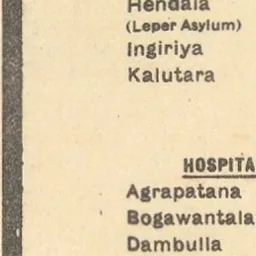 Hendala
(Leper Asylum)
Ingiriya
Kalutara
HOSPITA
Agrapatana
Bogawantala
Dambulla